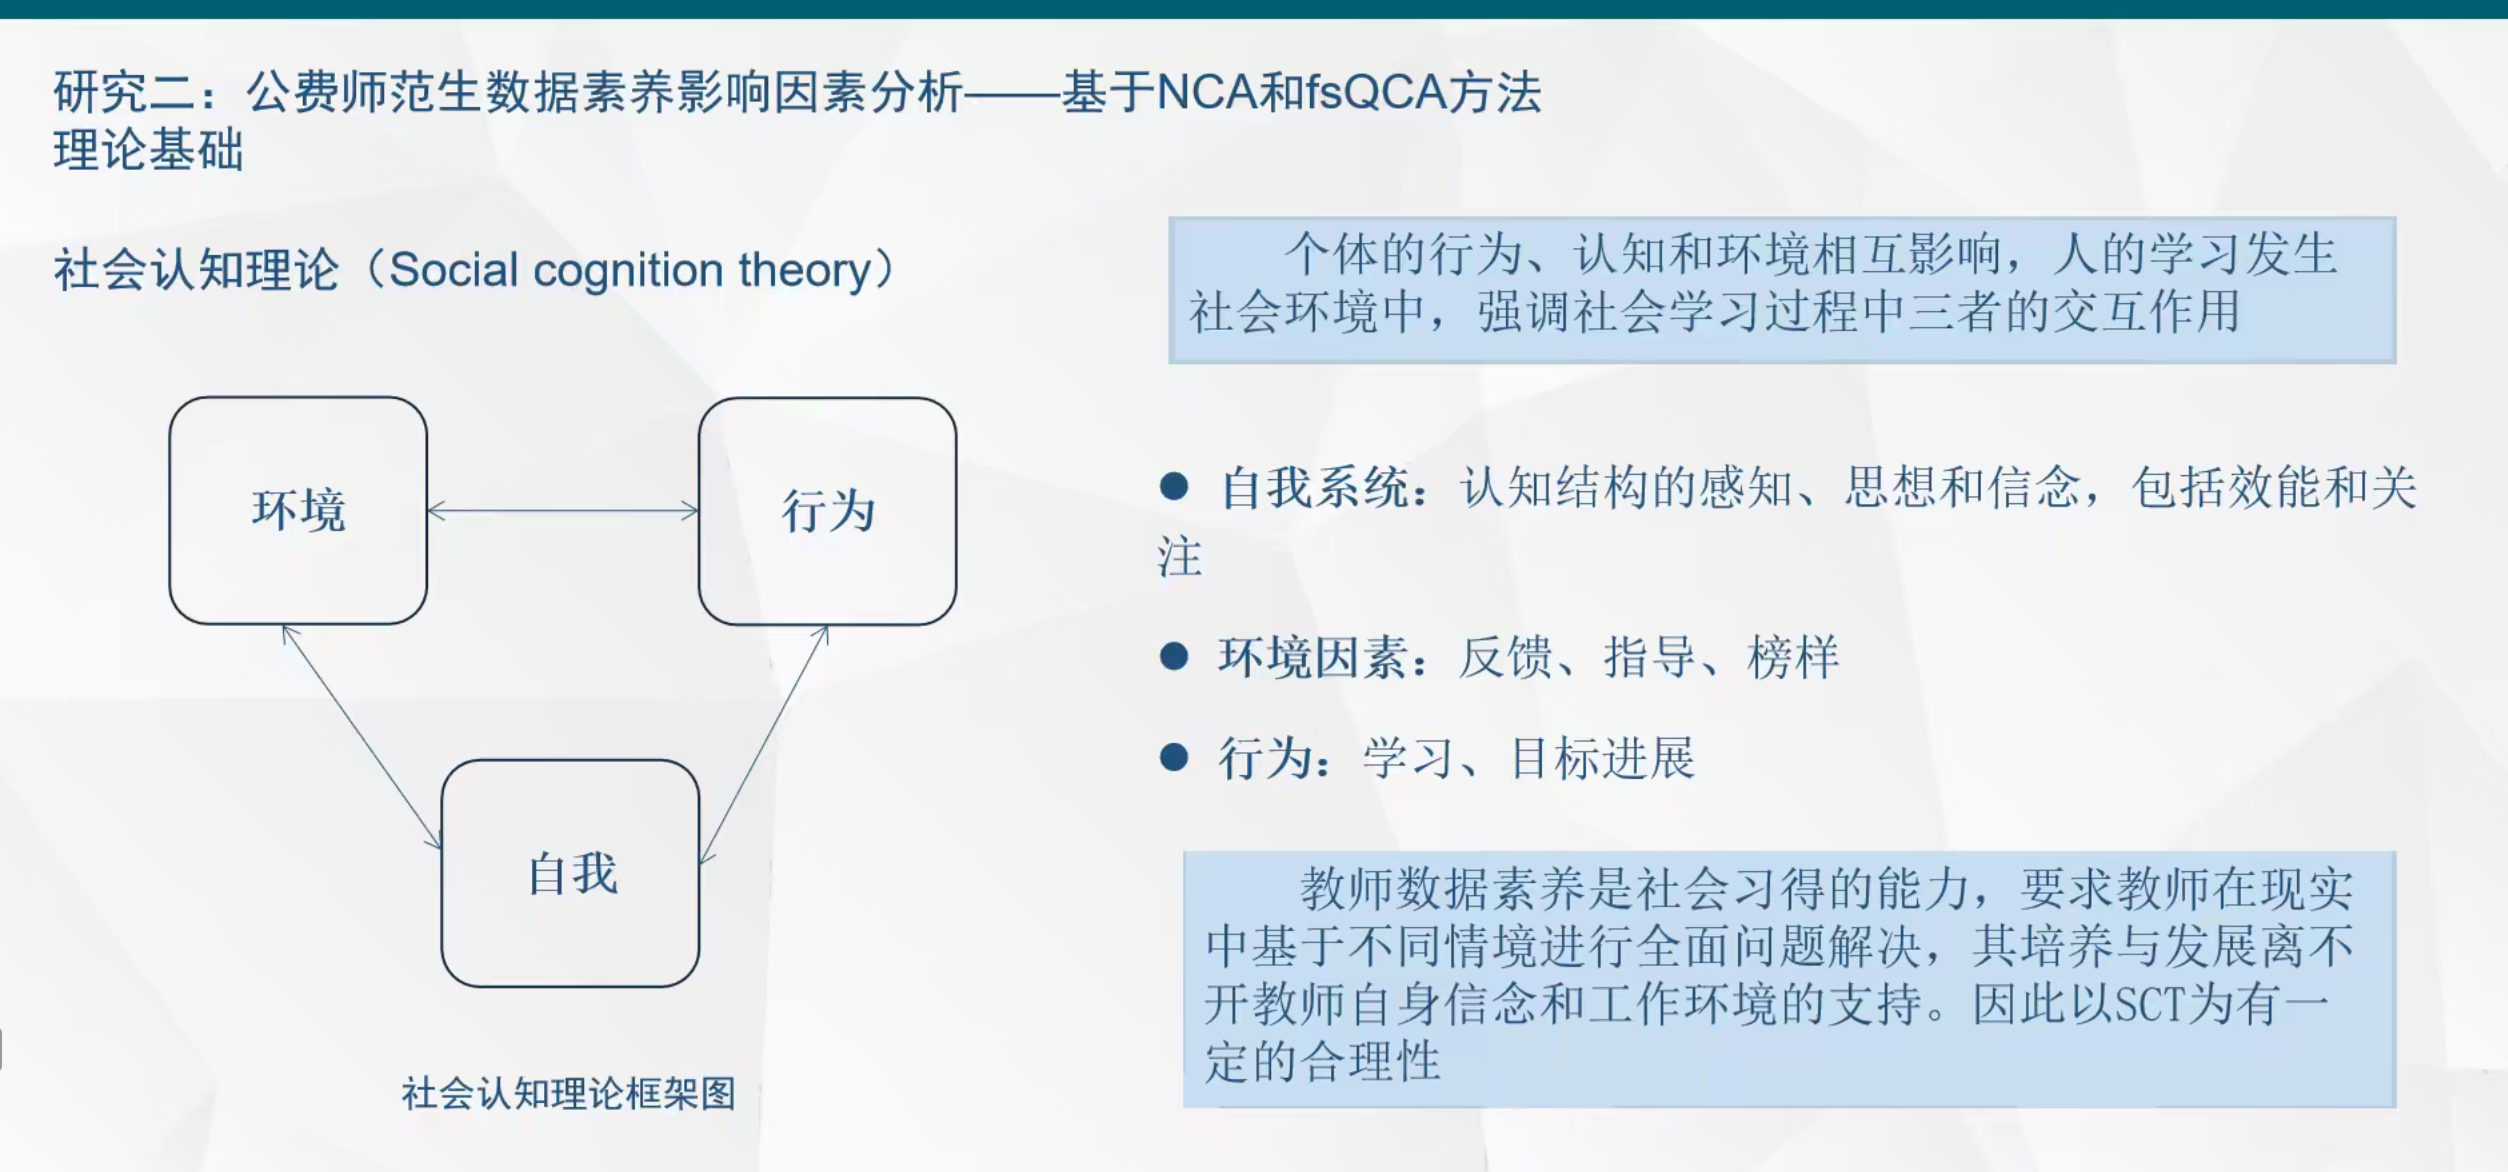 研究二：公费师范生数据素养影响因素分析——基于NCA和fsQCA方法
理论基础
社会认知理论（Social cognition theory）
环境
行为
自我
社会认知理论框架图
个体的行为、认知和环境相互影响，人的学习发生
社会环境中，强调社会学习过程中三者的交互作用
● 自我系统：认知结构的感知、思想和信念，包括效能和关
注
● 环境因素：反馈、指导、榜样
● 行为：学习、目标进展
教师数据素养是社会习得的能力，要求教师在现实
中基于不同情境进行全面问题解决，其培养与发展离不
开教师自身信念和工作环境的支持。因此以SCT为有一
定的合理性